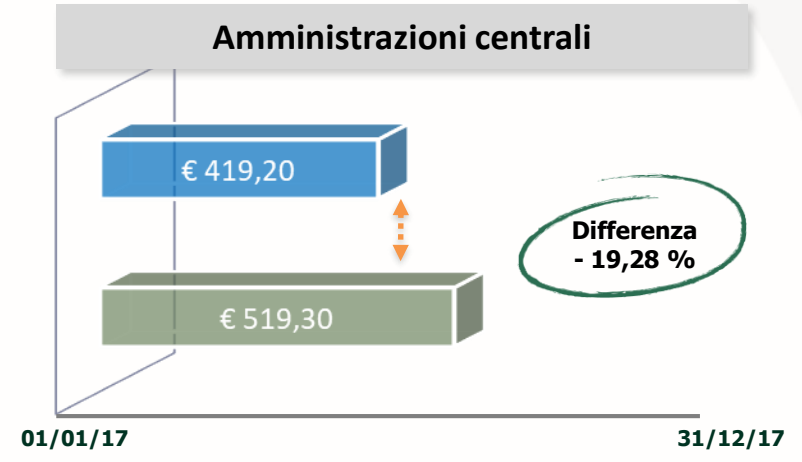 Amministrazioni centrali
€ 419,20
Differenza
- 19,28 %
€ 519,30
01/01/17
31/12/17